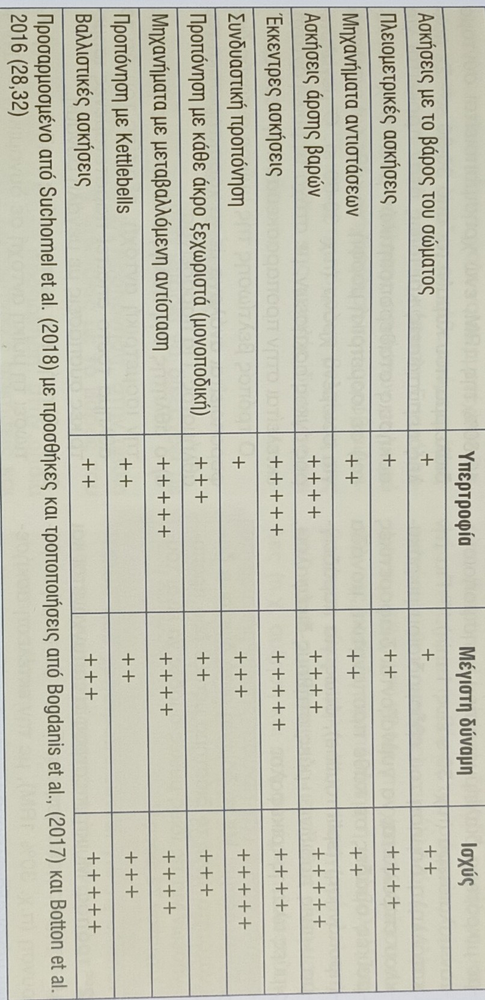 Υπερτροφία Μέγιστη δύναμη Ισχύς
Ασκήσεις με το βάρος του σώματος + + ++
Πλειομετρικές ασκήσεις + ++ ++++
Μηχανήματα αντιστάσεων ++ ++ ++
Ασκήσεις άρσης βαρών ++++ ++++ +++++
Έκκεντρες ασκήσεις +++++ +++++ ++++
Συνδυαστική προπόνηση + +++ +++++
Προπόνηση με κάθε άκρο ξεχωριστά (μονοποδική) +++ ++ +++
Μηχανήματα με μεταβαλλόμενη αντίσταση +++++ ++++ ++++
Προπόνηση με Kettlebells ++ ++ +++
Βαλλιστικές ασκήσεις ++ +++ +++++
Προσαρμοσμένο από Suchomel et al. (2018) με προσθήκες και τροποποιήσεις από Bogdanis et al., (2017) και Botton et al.
2016 (28,32)